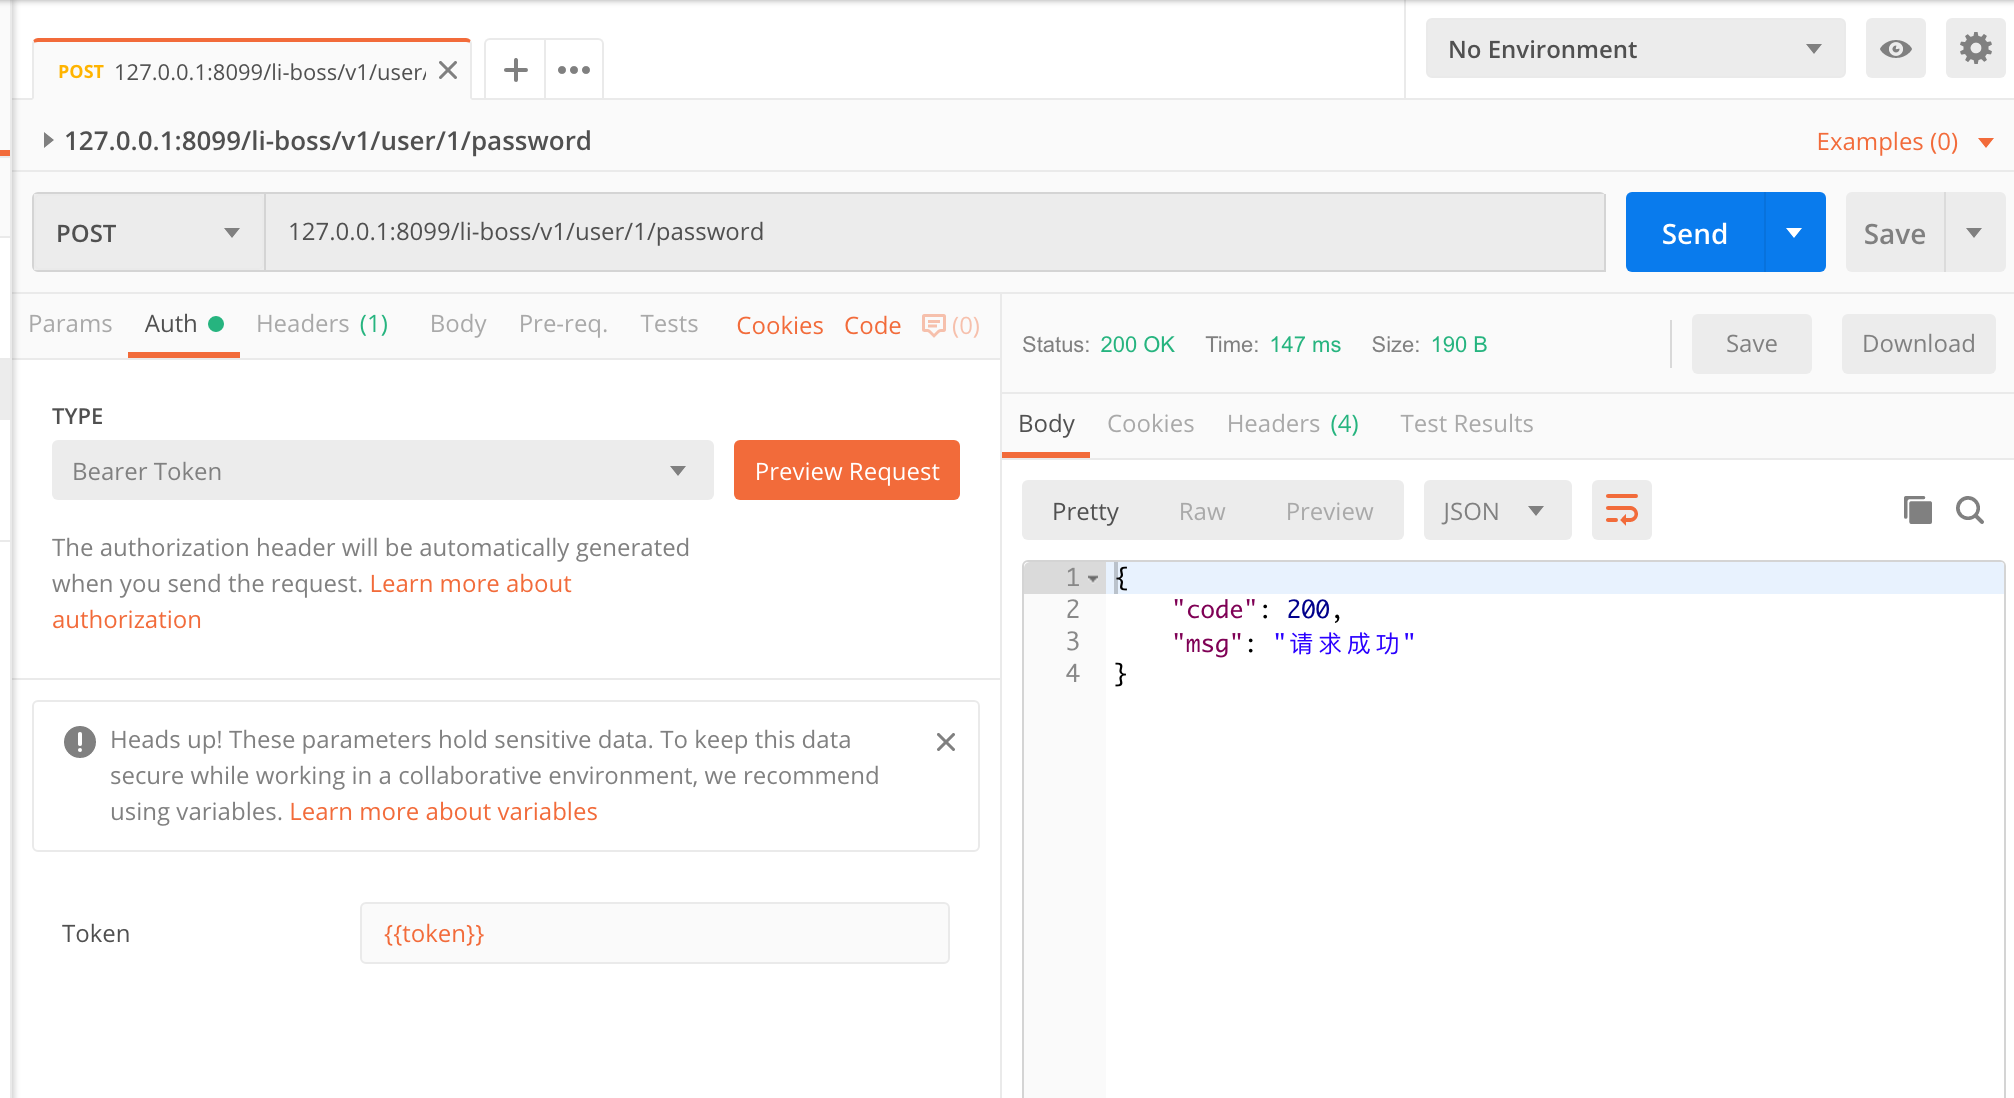 POST 127.0.0.1:8099/li-boss/v1/user/
No Environment
127.0.0.1:8099/li-boss/v1/user/1/password
Examples (0)
POST 127.0.0.1:8099/li-boss/v1/user/1/password Send Save
Params Auth Headers (1) Body Pre-req. Tests Cookies Code (0)
TYPE
Bearer Token Preview Request
The authorization header will be automatically generated
when you send the request. Learn more about
authorization
Heads up! These parameters hold sensitive data. To keep this data
secure while working in a collaborative environment, we recommend
using variables. Learn more about variables
Token {{token}}
Status: 200 OK Time: 147 ms Size: 190 B Save Download
Body Cookies Headers (4) Test Results
Pretty Raw Preview JSON
1 {
2 "code": 200,
3 "msg": "请求成功"
4 }